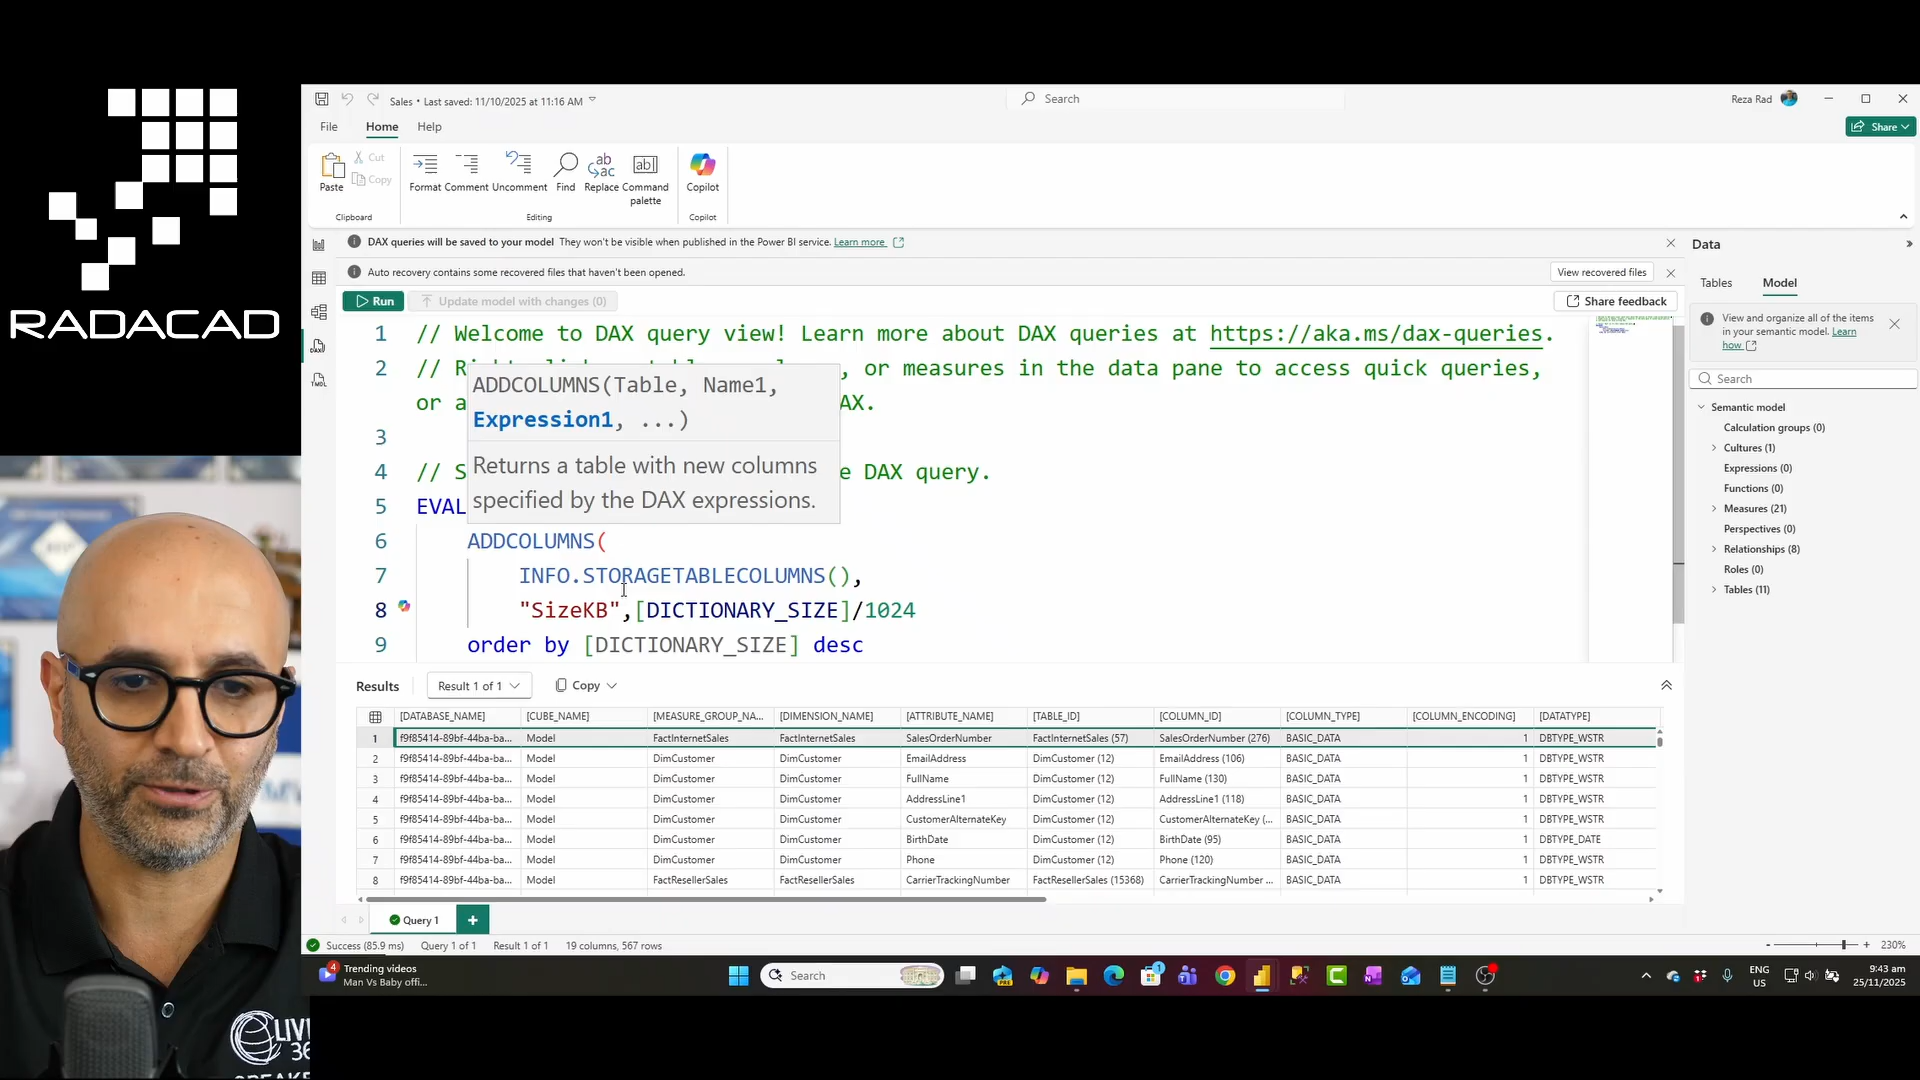 RADACAD
Sales • Last saved: 11/10/2025 at 11:16 AM
Search
Reza Rad
File
Home
Help
Share
Paste
Cut
Copy
Format
Comment
Uncomment
Find
Replace
Command palette
Copilot
Clipboard
Editing
Copilot
DAX queries will be saved to your model They won't be visible when published in the Power BI service. Learn more
Auto recovery contains some recovered files that haven't been opened.
View recovered files
Run
Update model with changes (0)
Share feedback
1 // Welcome to DAX query view! Learn more about DAX queries at https://aka.ms/dax-queries.
2 // R
, or measures in the data pane to access quick queries,
or a
AX.
3
4 // S
e DAX query.
5 EVAL
ADDCOLUMNS(Table, Name1,
Expression1, ...)
Returns a table with new columns
specified by the DAX expressions.
6 ADDCOLUMNS(
7 INFO.STORAGETABLECOLUMNS(),
8 "SizeKB",[DICTIONARY_SIZE]/1024
9 order by [DICTIONARY_SIZE] desc
Results
Result 1 of 1
Copy
[DATABASE_NAME] [CUBE_NAME] [MEASURE_GROUP_NA... [DIMENSION_NAME] [ATTRIBUTE_NAME] [TABLE_ID] [COLUMN_ID] [COLUMN_TYPE] [COLUMN_ENCODING] [DATATYPE]
1 f9f85414-89bf-44ba-ba... Model FactInternetSales FactInternetSales SalesOrderNumber FactInternetSales (57) SalesOrderNumber (276) BASIC_DATA 1 DBTYPE_WSTR
2 f9f85414-89bf-44ba-ba... Model DimCustomer DimCustomer EmailAddress DimCustomer (12) EmailAddress (106) BASIC_DATA 1 DBTYPE_WSTR
3 f9f85414-89bf-44ba-ba... Model DimCustomer DimCustomer FullName DimCustomer (12) FullName (130) BASIC_DATA 1 DBTYPE_WSTR
4 f9f85414-89bf-44ba-ba... Model DimCustomer DimCustomer AddressLine1 DimCustomer (12) AddressLine1 (118) BASIC_DATA 1 DBTYPE_WSTR
5 f9f85414-89bf-44ba-ba... Model DimCustomer DimCustomer CustomerAlternateKey DimCustomer (12) CustomerAlternateKey (... BASIC_DATA 1 DBTYPE_WSTR
6 f9f85414-89bf-44ba-ba... Model DimCustomer DimCustomer BirthDate DimCustomer (12) BirthDate (95) BASIC_DATA 1 DBTYPE_DATE
7 f9f85414-89bf-44ba-ba... Model DimCustomer DimCustomer Phone DimCustomer (12) Phone (120) BASIC_DATA 1 DBTYPE_WSTR
8 f9f85414-89bf-44ba-ba... Model FactResellerSales FactResellerSales CarrierTrackingNumber FactResellerSales (15368) CarrierTrackingNumber ... BASIC_DATA 1 DBTYPE_WSTR
Query 1
Success (85.9 ms) Query 1 of 1 Result 1 of 1 19 columns, 567 rows
230%
Data
Tables
Model
View and organize all of the items
in your semantic model. Learn
how
Search
Semantic model
Calculation groups (0)
Cultures (1)
Expressions (0)
Functions (0)
Measures (21)
Perspectives (0)
Relationships (8)
Roles (0)
Tables (11)
4
Trending videos
Man Vs Baby offi...
Search
PRE
1
ENG
US
9:43 am
25/11/2025
LIV
36